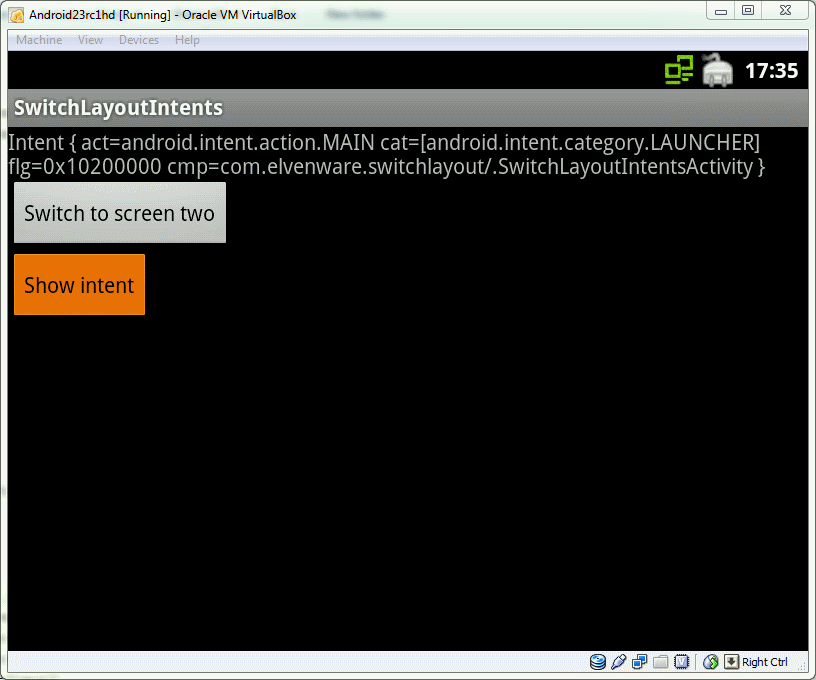 Android23rc1hd [Running] - Oracle VM VirtualBox
Machine View Devices Help
17:35
SwitchLayoutIntents
Intent { act=android.intent.action.MAIN cat=[android.intent.category.LAUNCHER]
flg=0x10200000 cmp=com.elvenware.switchlayout/.SwitchLayoutIntentsActivity }
Switch to screen two
Show intent
Right Ctrl